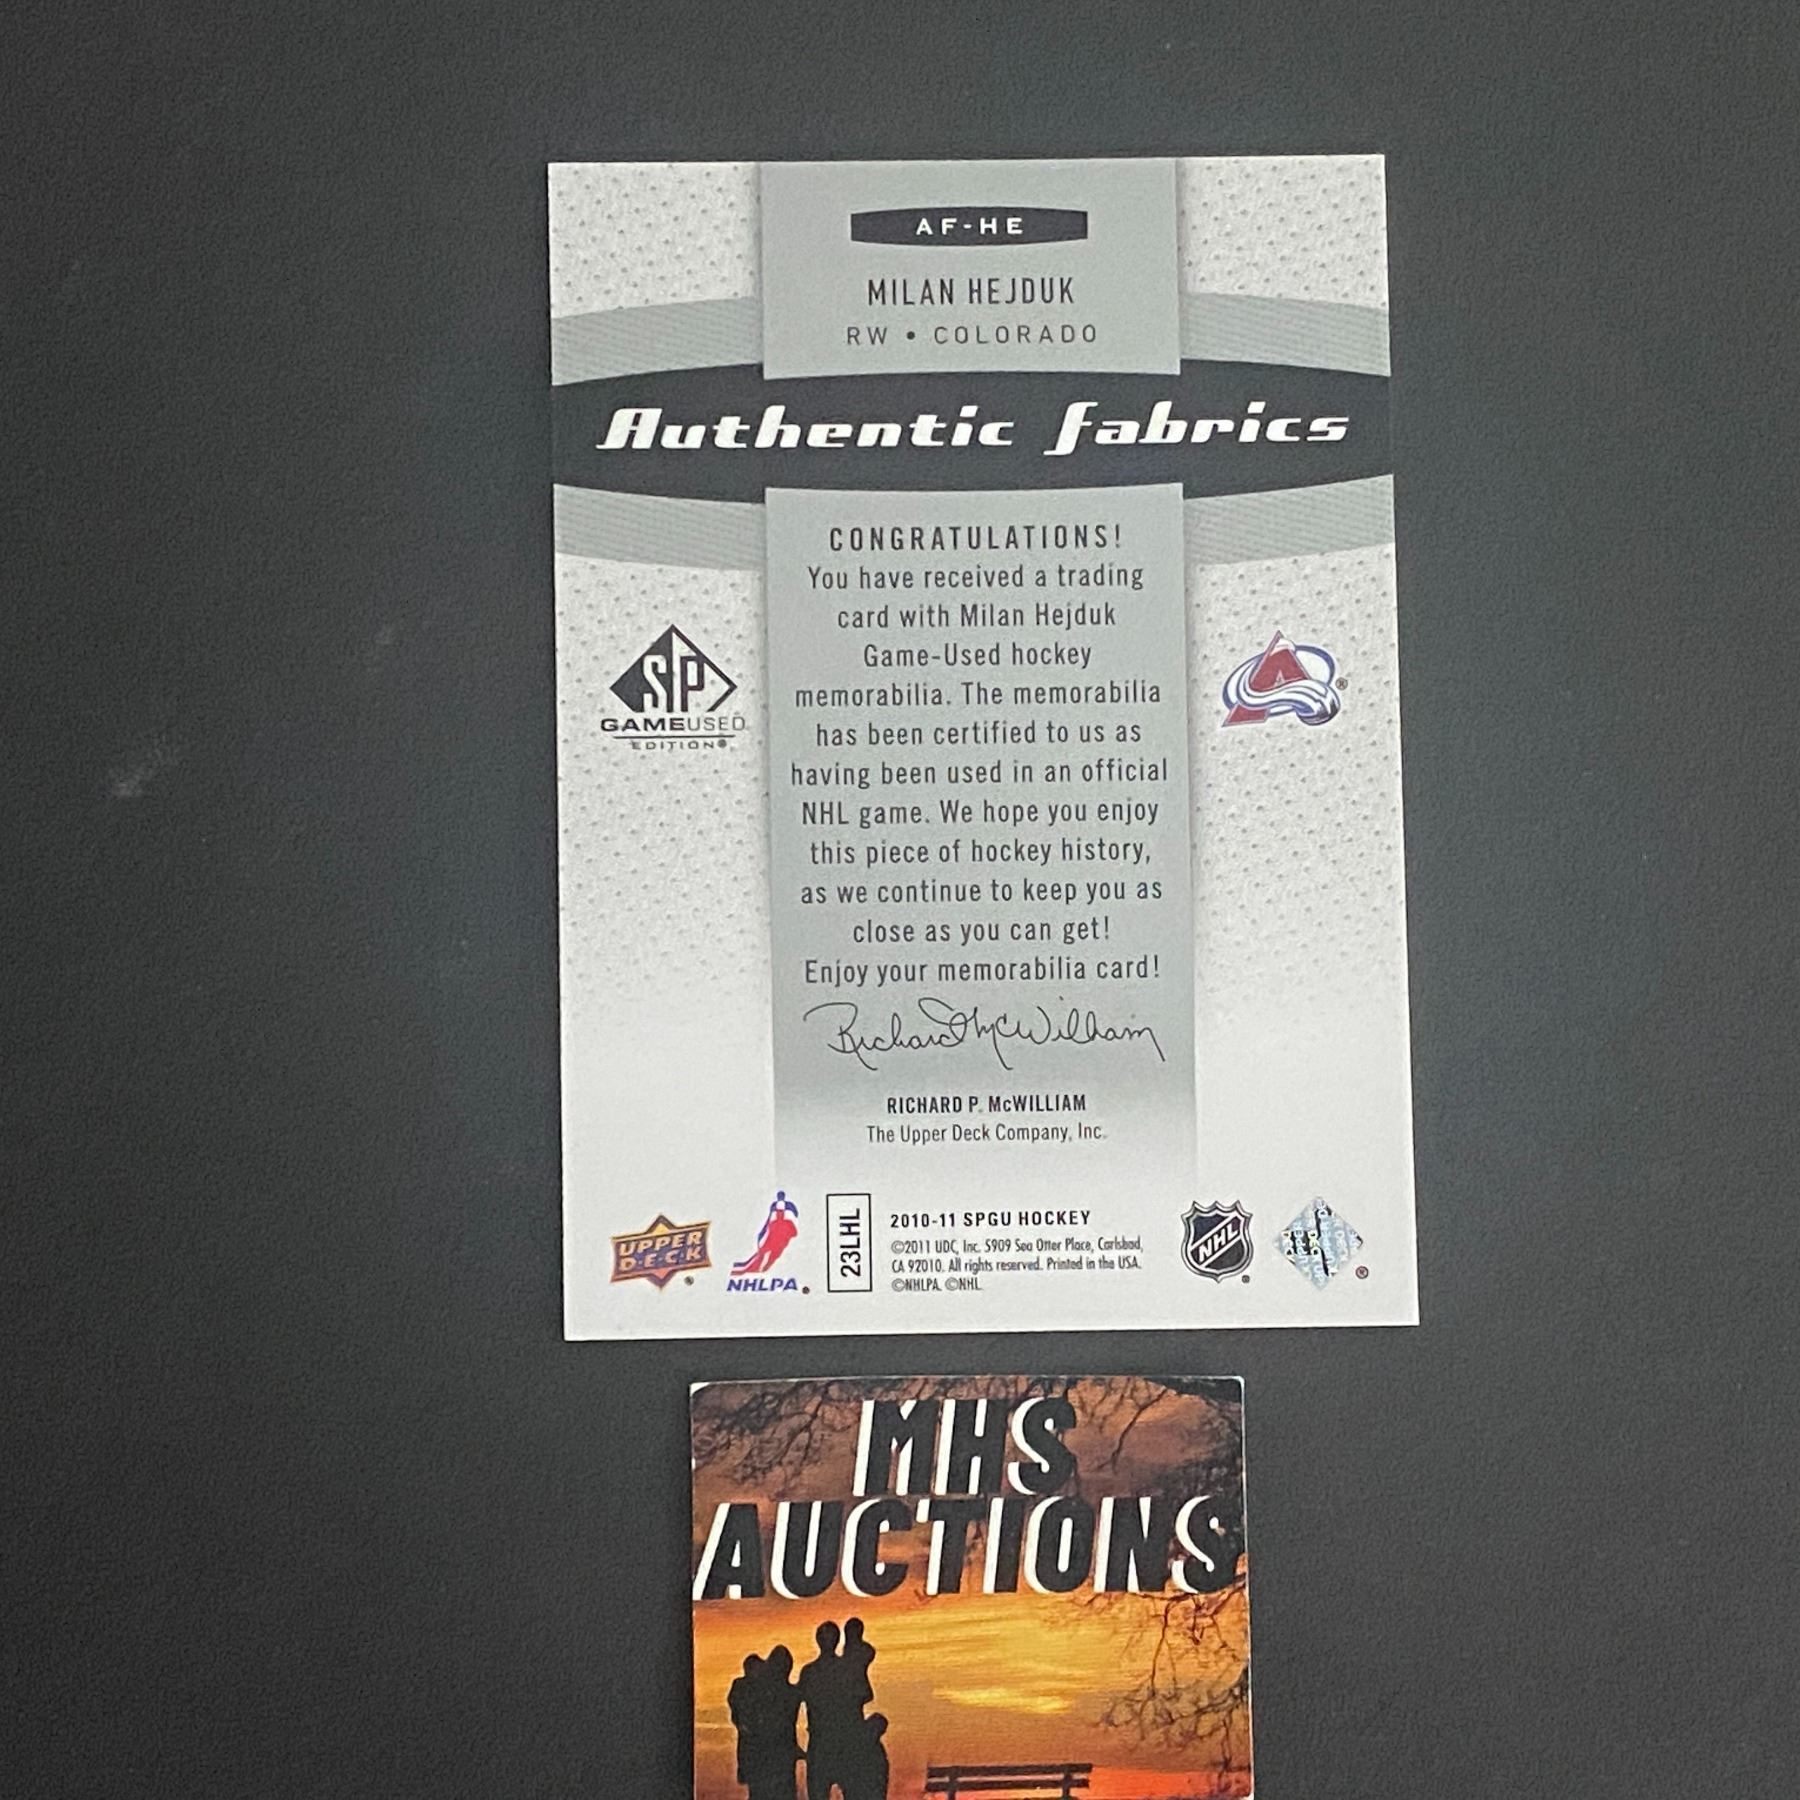 AF-HE
MILAN HEJDUK
RW • COLORADO
Authentic Fabrics
CONGRATULATIONS!
You have received a trading
card with Milan Hejduk
Game-Used hockey
memorabilia. The memorabilia
has been certified to us as
having been used in an official
NHL game. We hope you enjoy
this piece of hockey history,
as we continue to keep you as
close as you can get!
Enjoy your memorabilia card!
SP
GAMEUSED
EDITION®
A ®
Richard McWilliam
RICHARD P. McWILLIAM
The Upper Deck Company, Inc.
UPPER
D·E·C·K ®
NHLPA ®
23LHL
2010-11 SPGU HOCKEY
©2011 UDC, Inc. 5909 Sea Otter Place, Carlsbad,
CA 92010. All rights reserved. Printed in the USA.
©NHLPA ©NHL
NHL ®
®
MHS
AUCTIONS